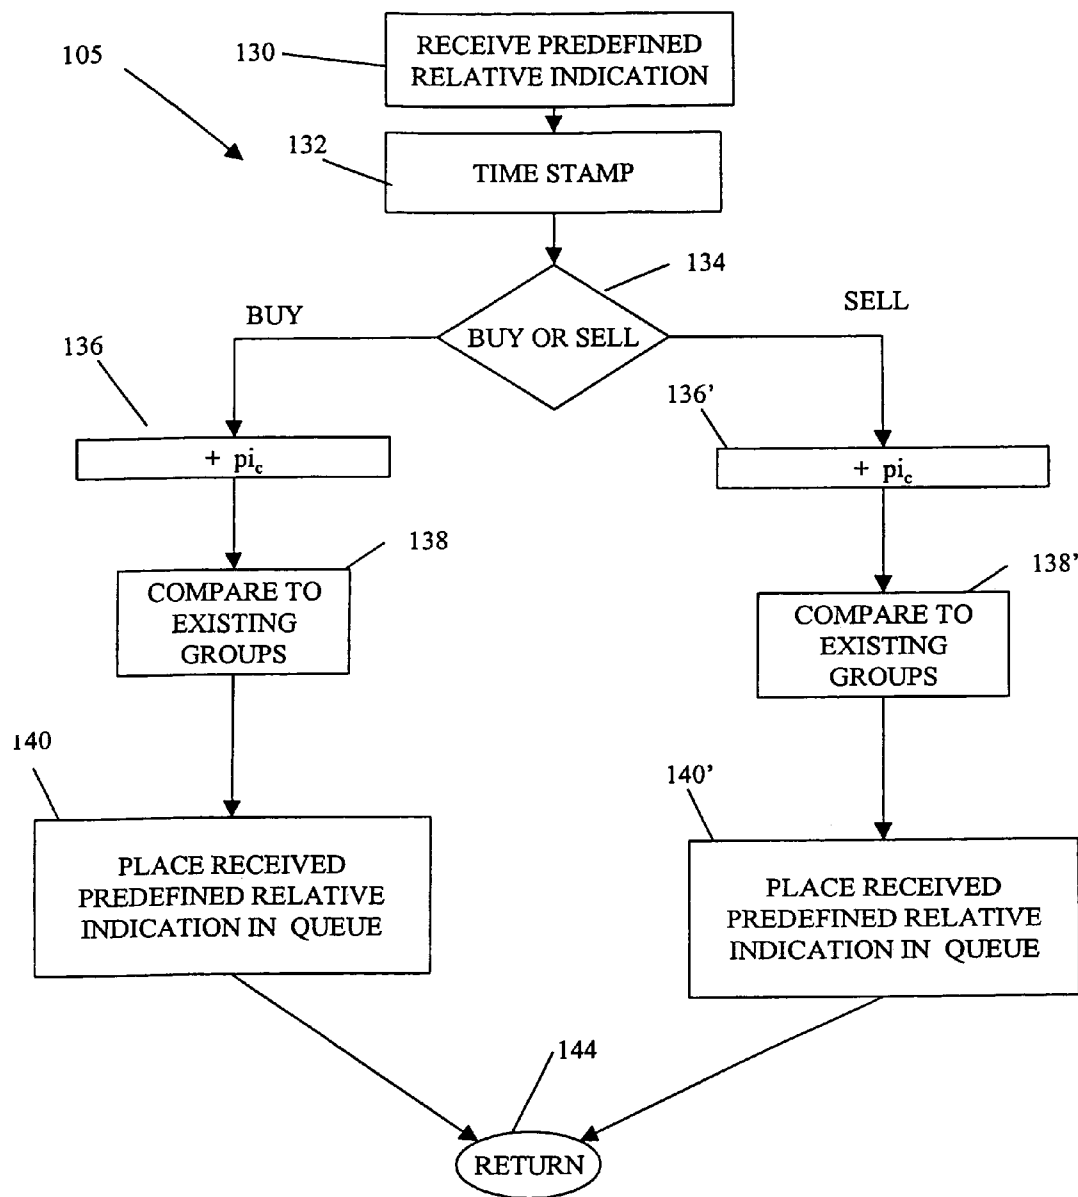 105
130
RECEIVE PREDEFINED
RELATIVE INDICATION
132
TIME STAMP
134
BUY OR SELL
BUY
SELL
136
+ pic
136’
+ pic
138
COMPARE TO
EXISTING
GROUPS
138’
COMPARE TO
EXISTING
GROUPS
140
PLACE RECEIVED
PREDEFINED RELATIVE
INDICATION IN QUEUE
140’
PLACE RECEIVED
PREDEFINED RELATIVE
INDICATION IN QUEUE
144
RETURN